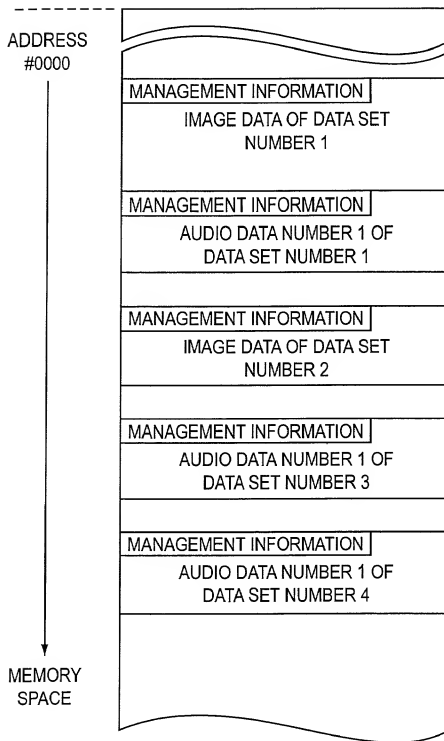 ADDRESS
#0000
MANAGEMENT INFORMATION
IMAGE DATA OF DATA SET
NUMBER 1
MANAGEMENT INFORMATION
AUDIO DATA NUMBER 1 OF
DATA SET NUMBER 1
MANAGEMENT INFORMATION
IMAGE DATA OF DATA SET
NUMBER 2
MANAGEMENT INFORMATION
AUDIO DATA NUMBER 1 OF
DATA SET NUMBER 3
MANAGEMENT INFORMATION
AUDIO DATA NUMBER 1 OF
DATA SET NUMBER 4
MEMORY
SPACE